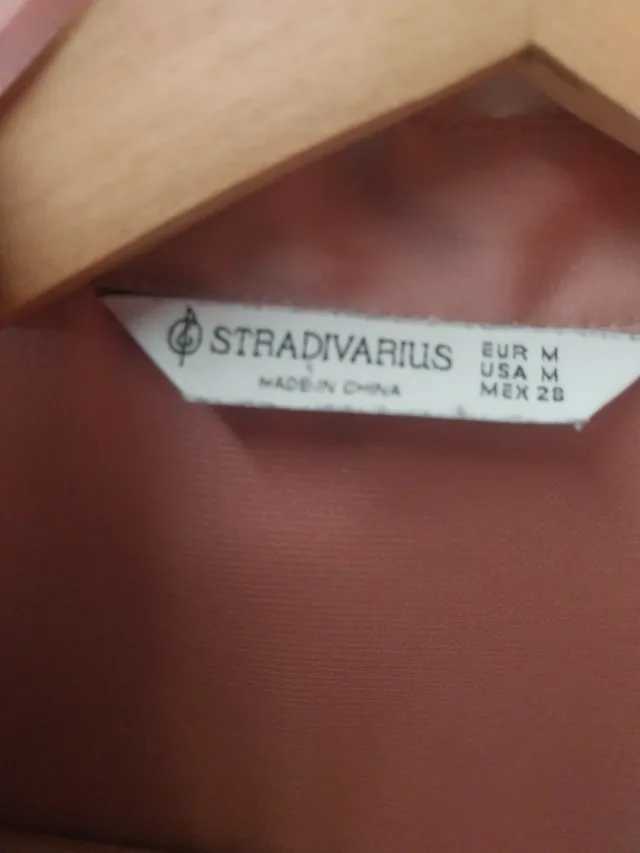 STRADIVARIUS
MADE IN CHINA
EUR M
USA M
MEX 28